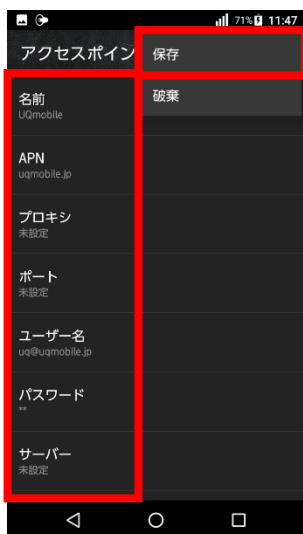 71% 11:47
アクセスポイン
保存
破棄
名前
UQmobile
APN
uqmobile.jp
プロキシ
未設定
ポート
未設定
ユーザー名
uq@uqmobile.jp
パスワード
**
サーバー
未設定